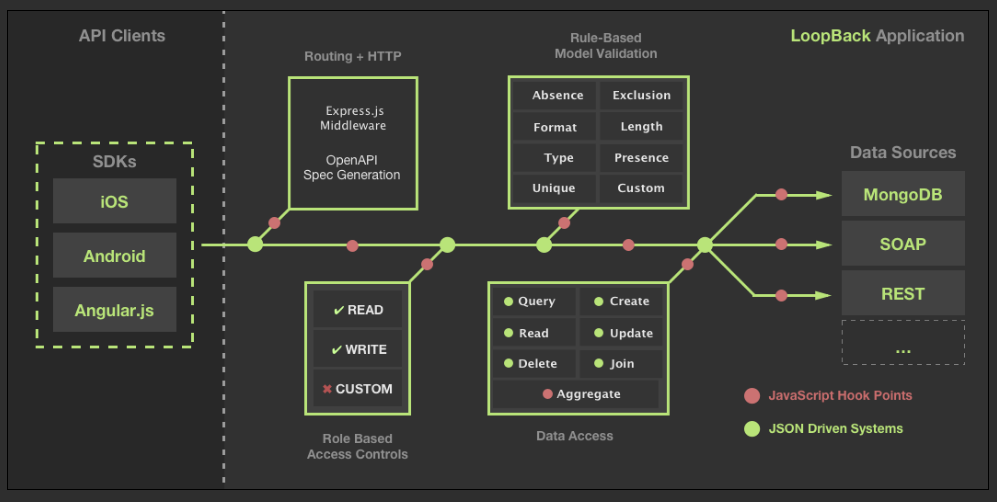 API Clients
LoopBack Application
Routing + HTTP
Express.js
Middleware
OpenAPI
Spec Generation
Rule-Based
Model Validation
Absence
Exclusion
Format
Length
Type
Presence
Unique
Custom
SDKs
iOS
Android
Angular.js
Data Sources
MongoDB
SOAP
REST
...
✔ READ
✔ WRITE
✖ CUSTOM
Role Based
Access Controls
Query
Create
Read
Update
Delete
Join
Aggregate
Data Access
JavaScript Hook Points
JSON Driven Systems